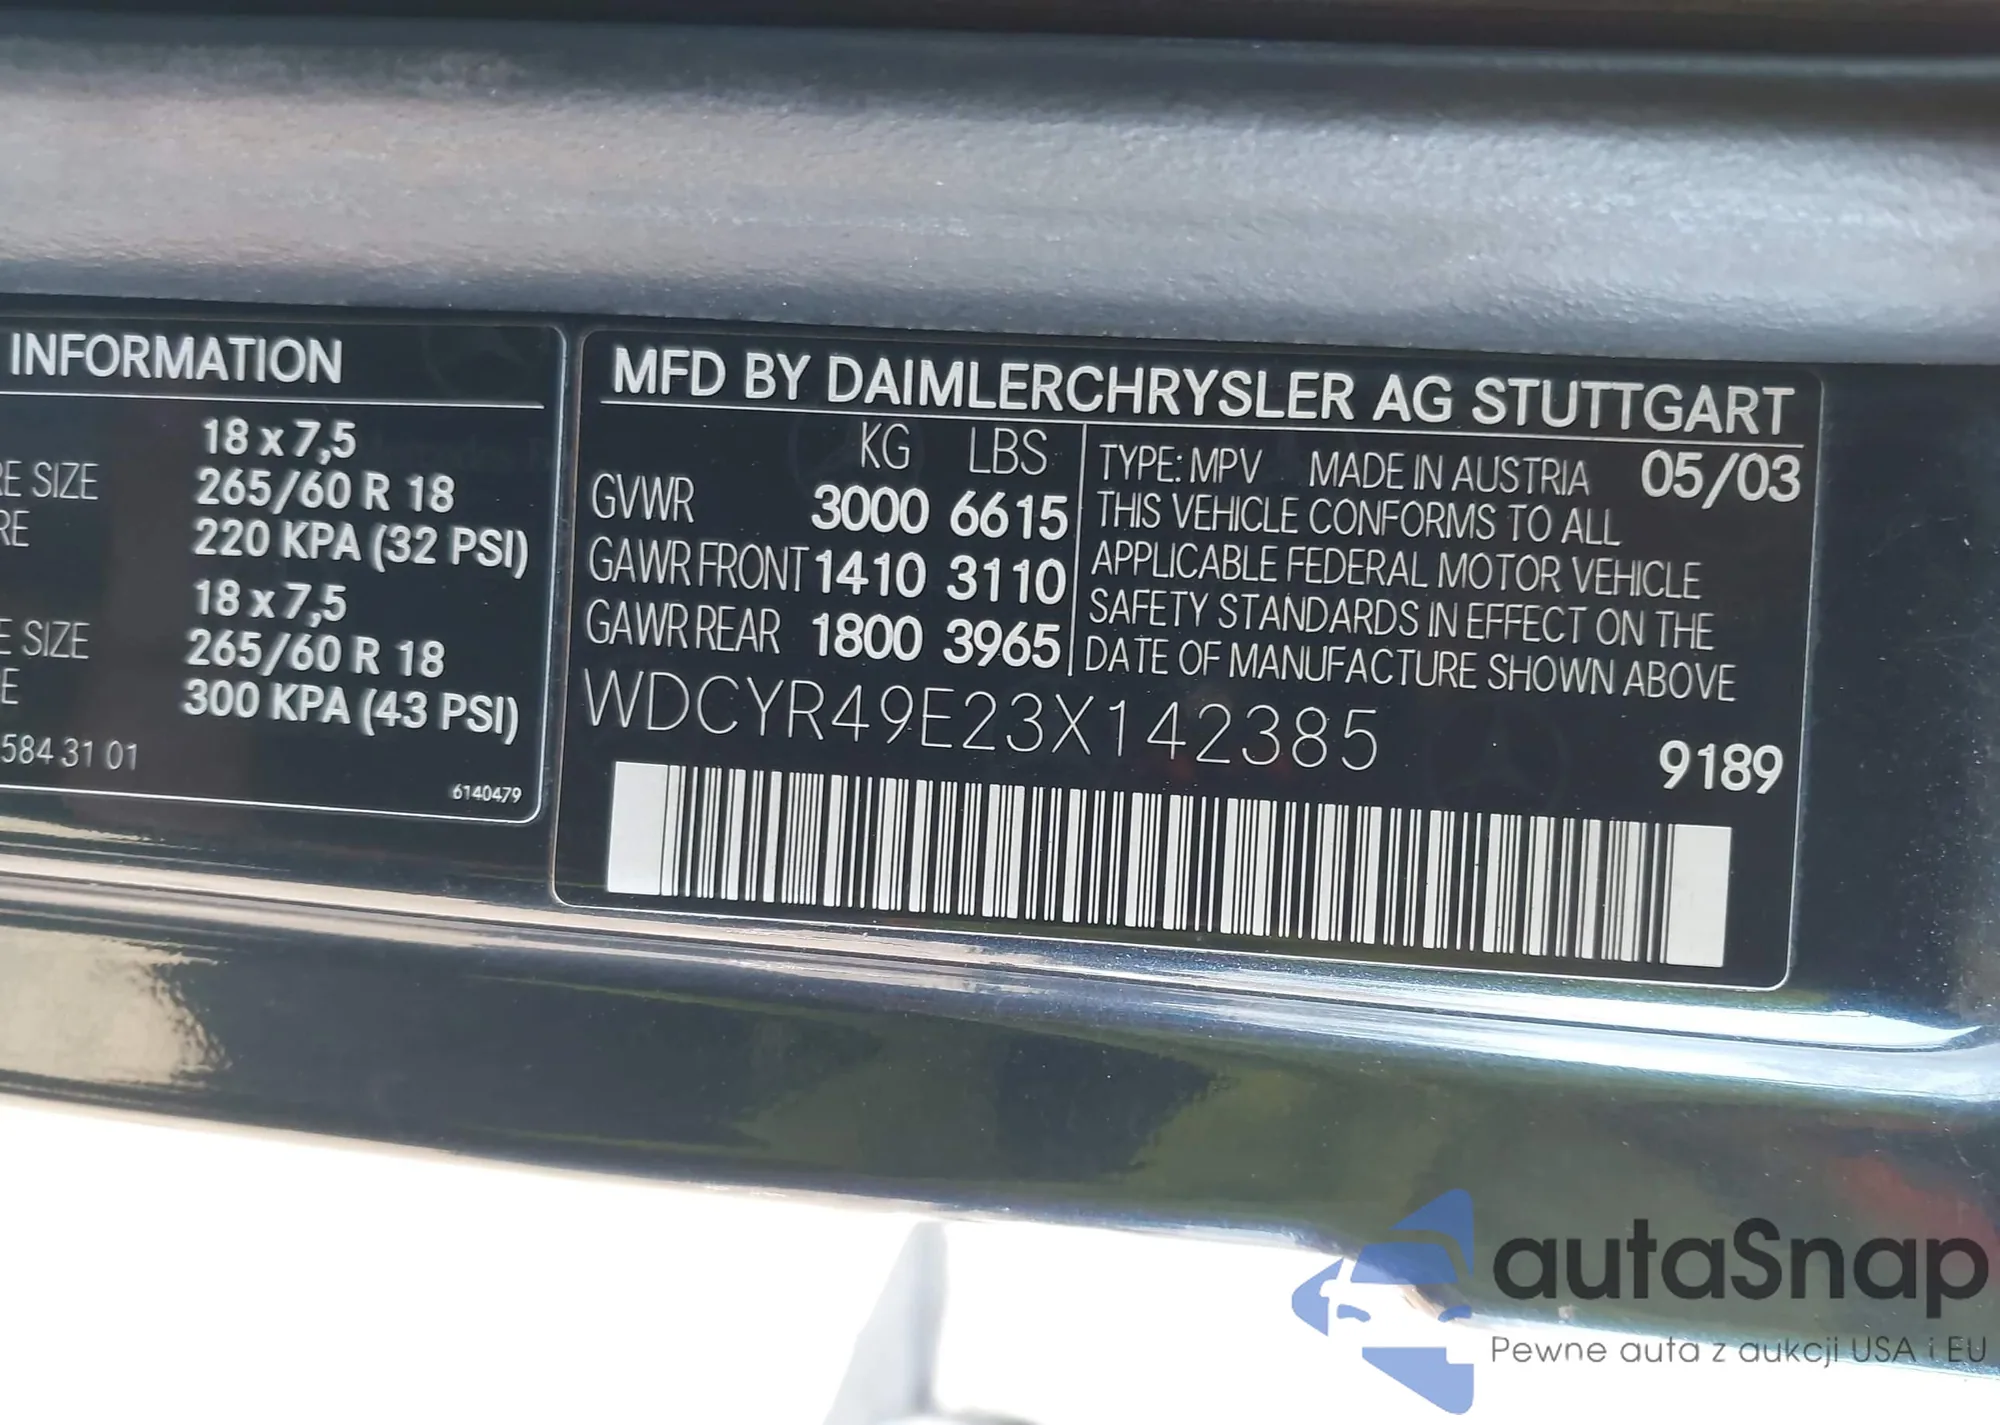 INFORMATION
18 x 7,5
RE SIZE 265/60 R 18
RE 220 KPA (32 PSI)
18 x 7,5
E SIZE 265/60 R 18
E 300 KPA (43 PSI)
584 31 01
6140479
MFD BY DAIMLERCHRYSLER AG STUTTGART
KG LBS
GVWR 3000 6615
GAWR FRONT 1410 3110
GAWR REAR 1800 3965
TYPE: MPV MADE IN AUSTRIA 05/03
THIS VEHICLE CONFORMS TO ALL
APPLICABLE FEDERAL MOTOR VEHICLE
SAFETY STANDARDS IN EFFECT ON THE
DATE OF MANUFACTURE SHOWN ABOVE
WDCYR49E23X142385
9189
autaSnap
Pewne auta z aukcji USA i EU